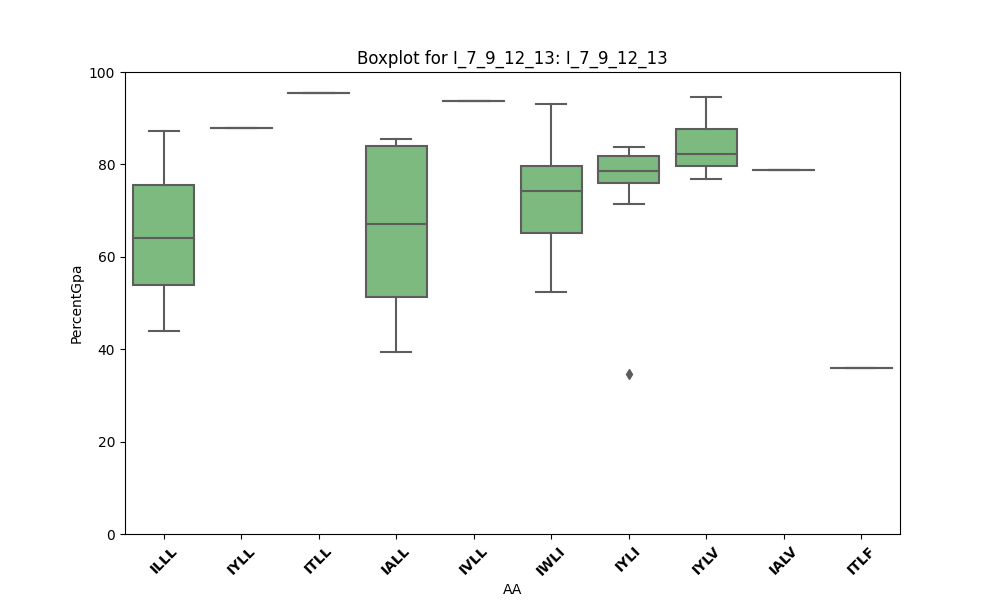 Boxplot for I_7_9_12_13: I_7_9_12_13
100
80
60
40
20
0
PercentGpa
ILLL
IYLL
ITLL
IALL
IVLL
IWLI
IYLI
IYLV
IALV
ITLF
AA